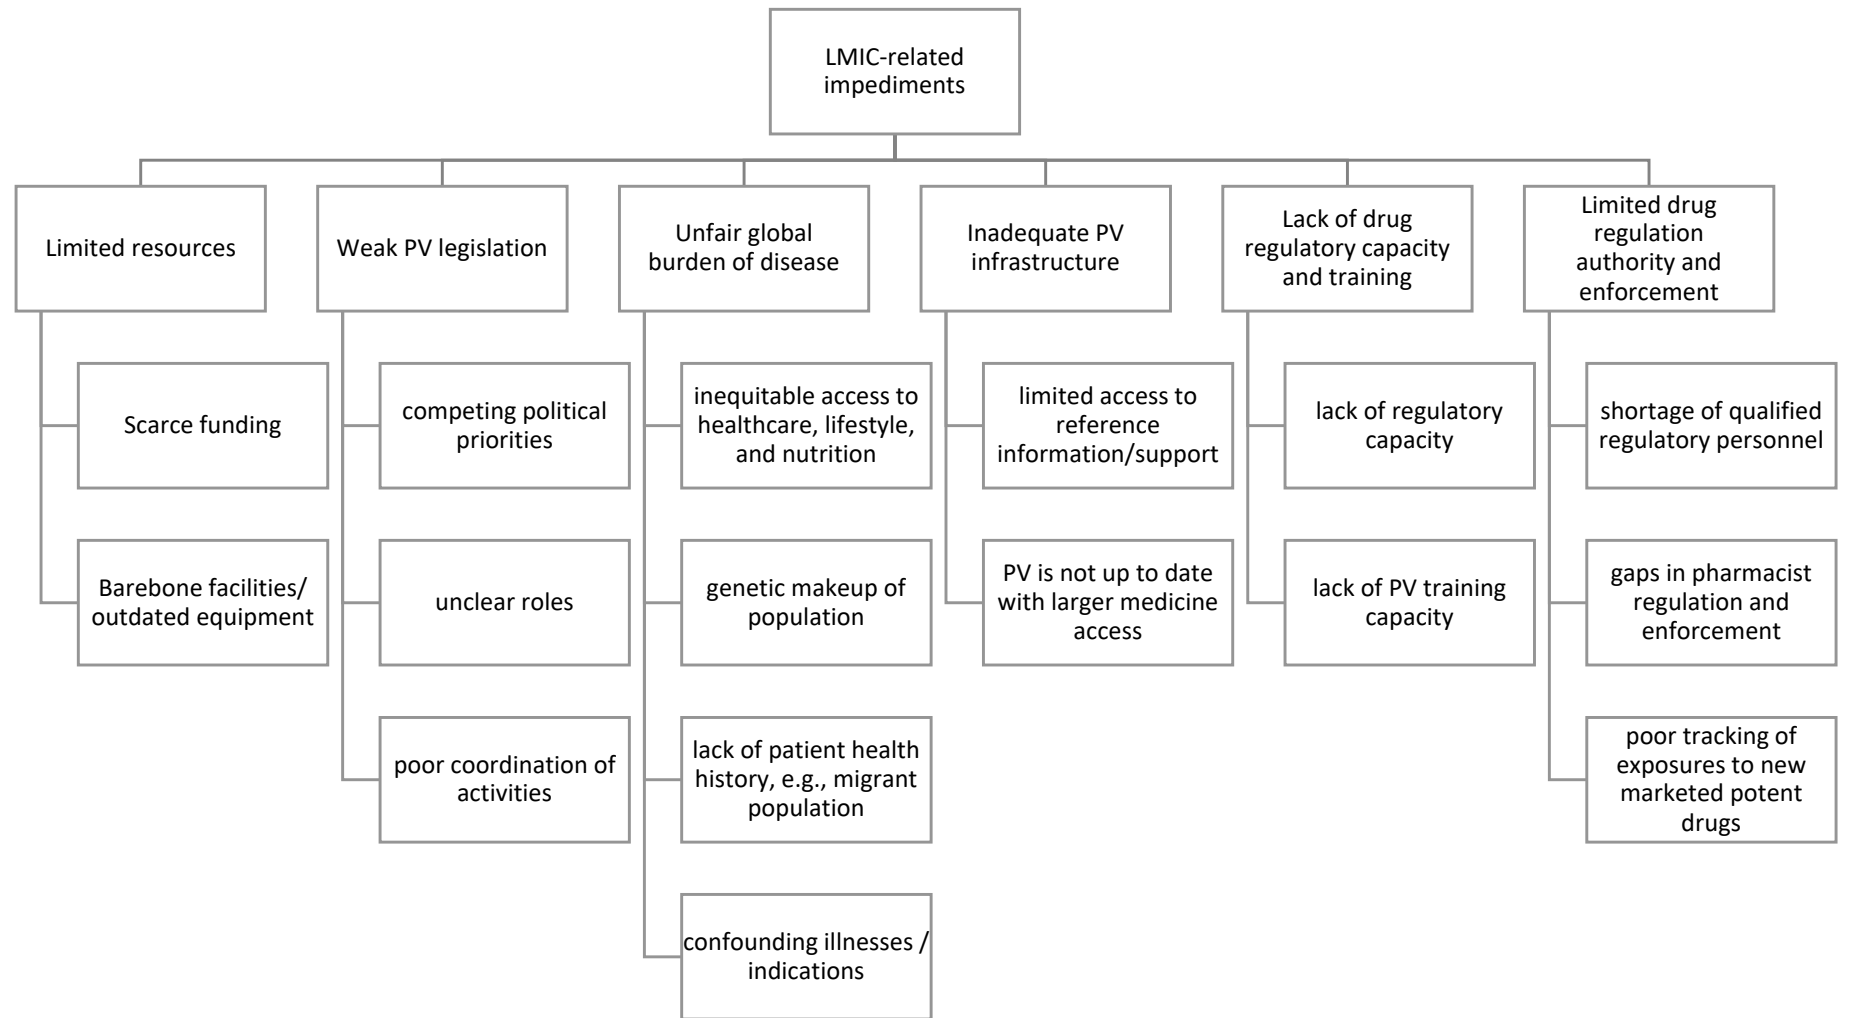 LMIC-related
impediments
Limited resources
Scarce funding
Barebone facilities/
outdated equipment
Weak PV legislation
competing political
priorities
unclear roles
poor coordination of
activities
Unfair global
burden of disease
inequitable access to
healthcare, lifestyle,
and nutrition
genetic makeup of
population
lack of patient health
history, e.g., migrant
population
confounding illnesses /
indications
Inadequate PV
infrastructure
limited access to
reference
information/support
PV is not up to date
with larger medicine
access
Lack of drug
regulatory capacity
and training
lack of regulatory
capacity
lack of PV training
capacity
Limited drug
regulation
authority and
enforcement
shortage of qualified
regulatory personnel
gaps in pharmacist
regulation and
enforcement
poor tracking of
exposures to new
marketed potent
drugs